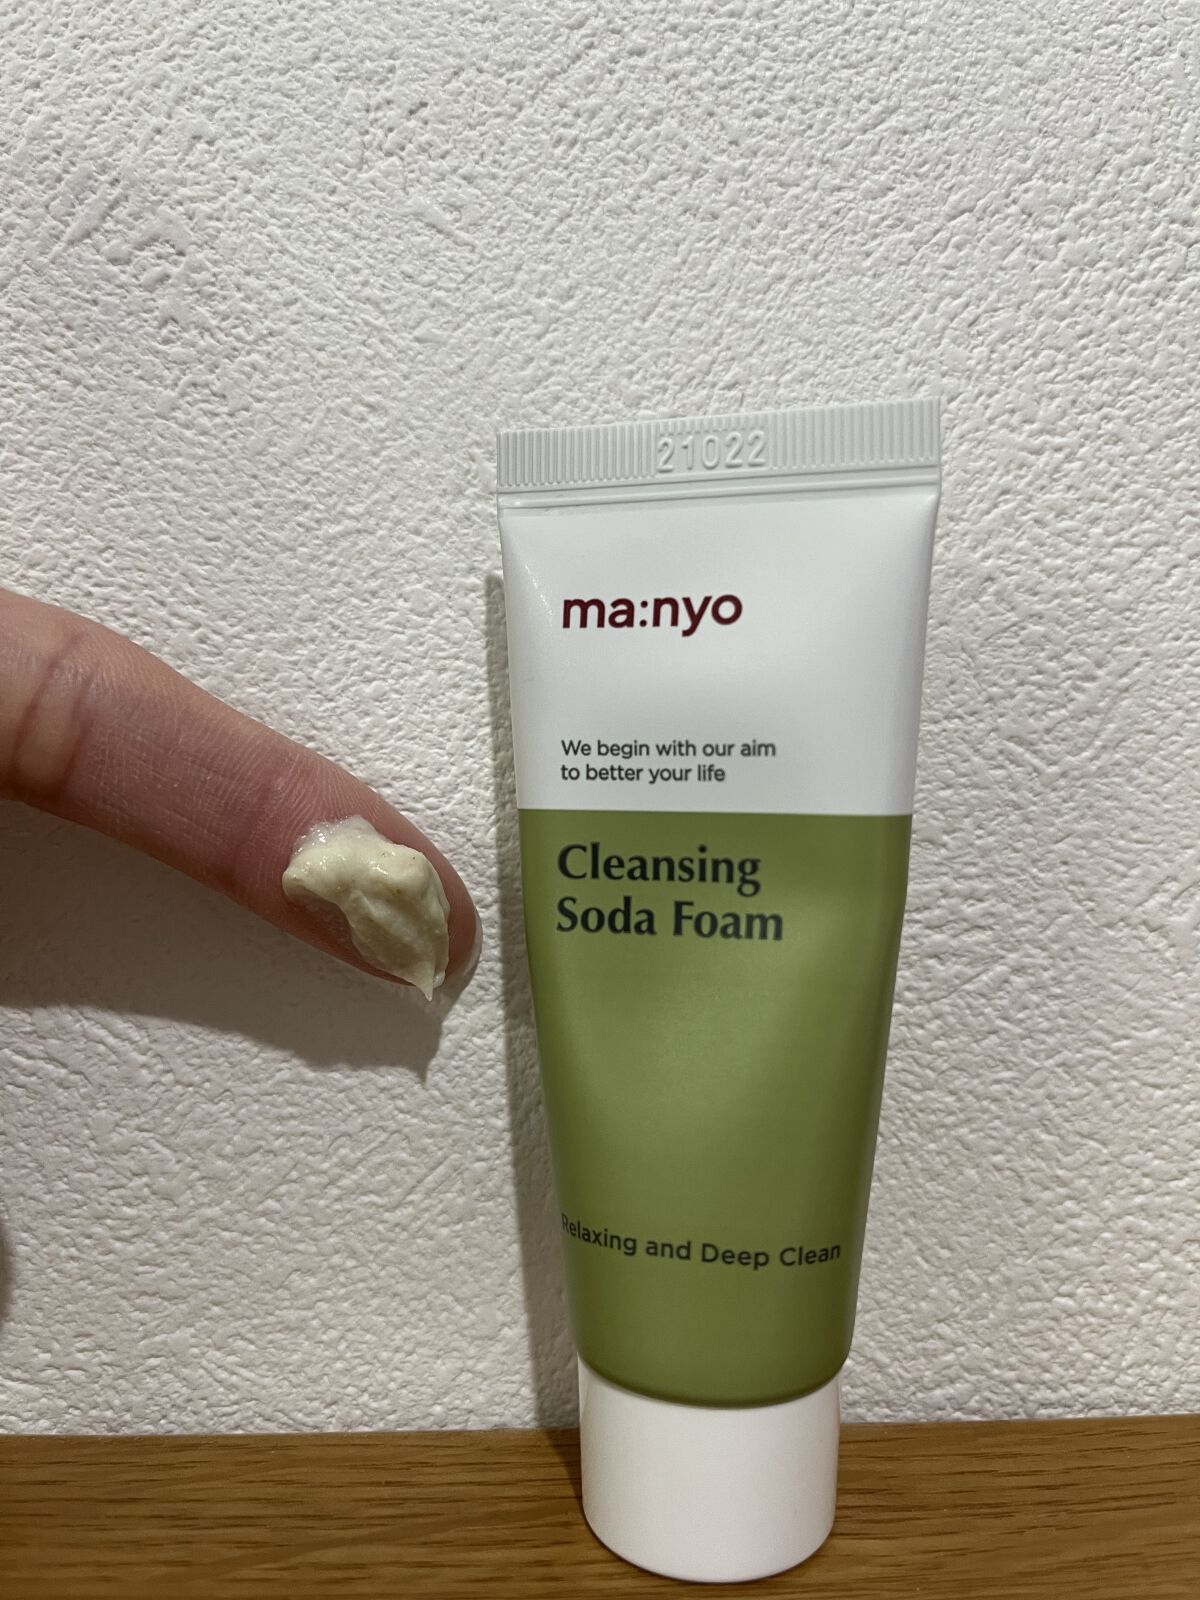 21022
ma:nyo
We begin with our aim
to better your life
Cleansing
Soda Foam
Relaxing and Deep Clean